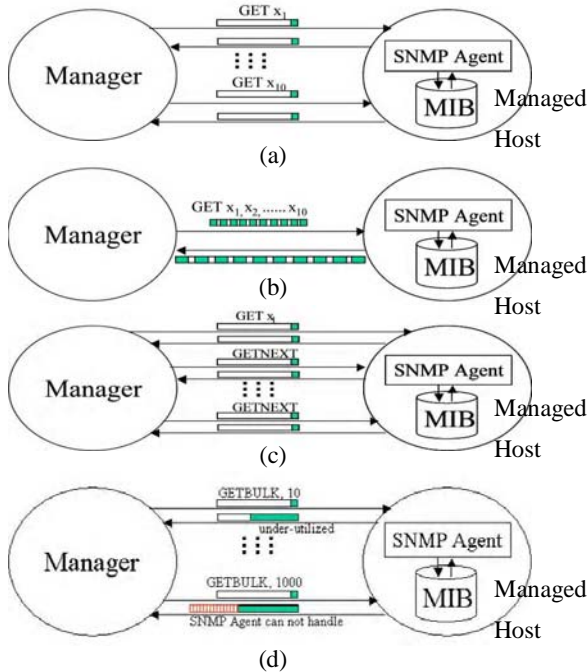 GET x1
Manager
SNMP Agent
MIB
Managed
Host
GET x10
(a)
GET x1, x2, ...... x10
Manager
SNMP Agent
MIB
Managed
Host
(b)
GET x1
GETNEXT
Manager
SNMP Agent
MIB
Managed
Host
GETNEXT
(c)
GETBULK, 10
under-utilized
Manager
SNMP Agent
MIB
Managed
Host
GETBULK, 1000
SNMP Agent can not handle
(d)